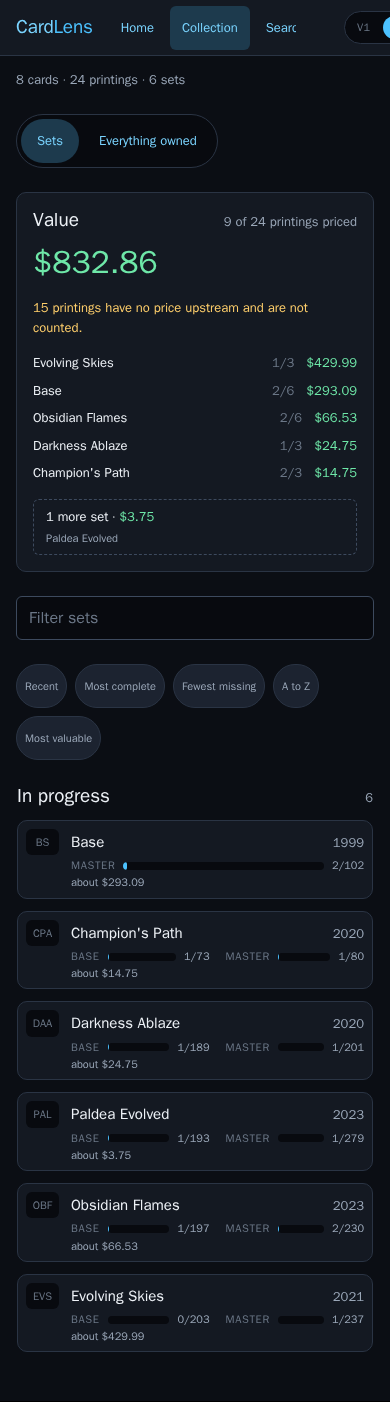 CardLens Home Collection Searc V1
8 cards · 24 printings · 6 sets
Sets Everything owned
Value 9 of 24 printings priced
$832.86
15 printings have no price upstream and are not
counted.
Evolving Skies 1/3 $429.99
Base 2/6 $293.09
Obsidian Flames 2/6 $66.53
Darkness Ablaze 1/3 $24.75
Champion's Path 2/3 $14.75
1 more set · $3.75
Paldea Evolved
Filter sets
Recent Most complete Fewest missing A to Z
Most valuable
In progress 6
BS Base 1999
MASTER 2/102
about $293.09
CPA Champion's Path 2020
BASE 1/73 MASTER 1/80
about $14.75
DAA Darkness Ablaze 2020
BASE 1/189 MASTER 1/201
about $24.75
PAL Paldea Evolved 2023
BASE 1/193 MASTER 1/279
about $3.75
OBF Obsidian Flames 2023
BASE 1/197 MASTER 2/230
about $66.53
EVS Evolving Skies 2021
BASE 0/203 MASTER 1/237
about $429.99